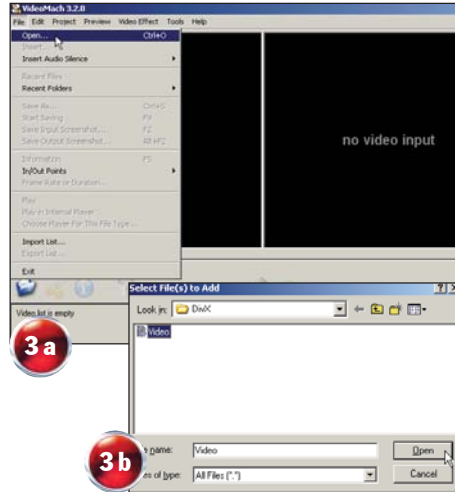 VideoMach 3.2.0
File Edit Project Preview Video Effect Tools Help
Open... Ctrl+O
Insert...
Insert Audio Silence
Recent Files
Recent Folders
Save As... Ctrl+S
Start Saving F9
Save Input Screenshot... F2
Save Output Screenshot... Alt+F2
Information F5
In/Out Points
Frame Rate or Duration...
Play
Play in Internal Player
Choose Player For This File Type...
Import List...
Export List...
Exit
no video input
Video list is empty
3a
Select File(s) to Add
Look in: DivX
Video
name: Video Open
3b
of type: All Files (*.*) Cancel